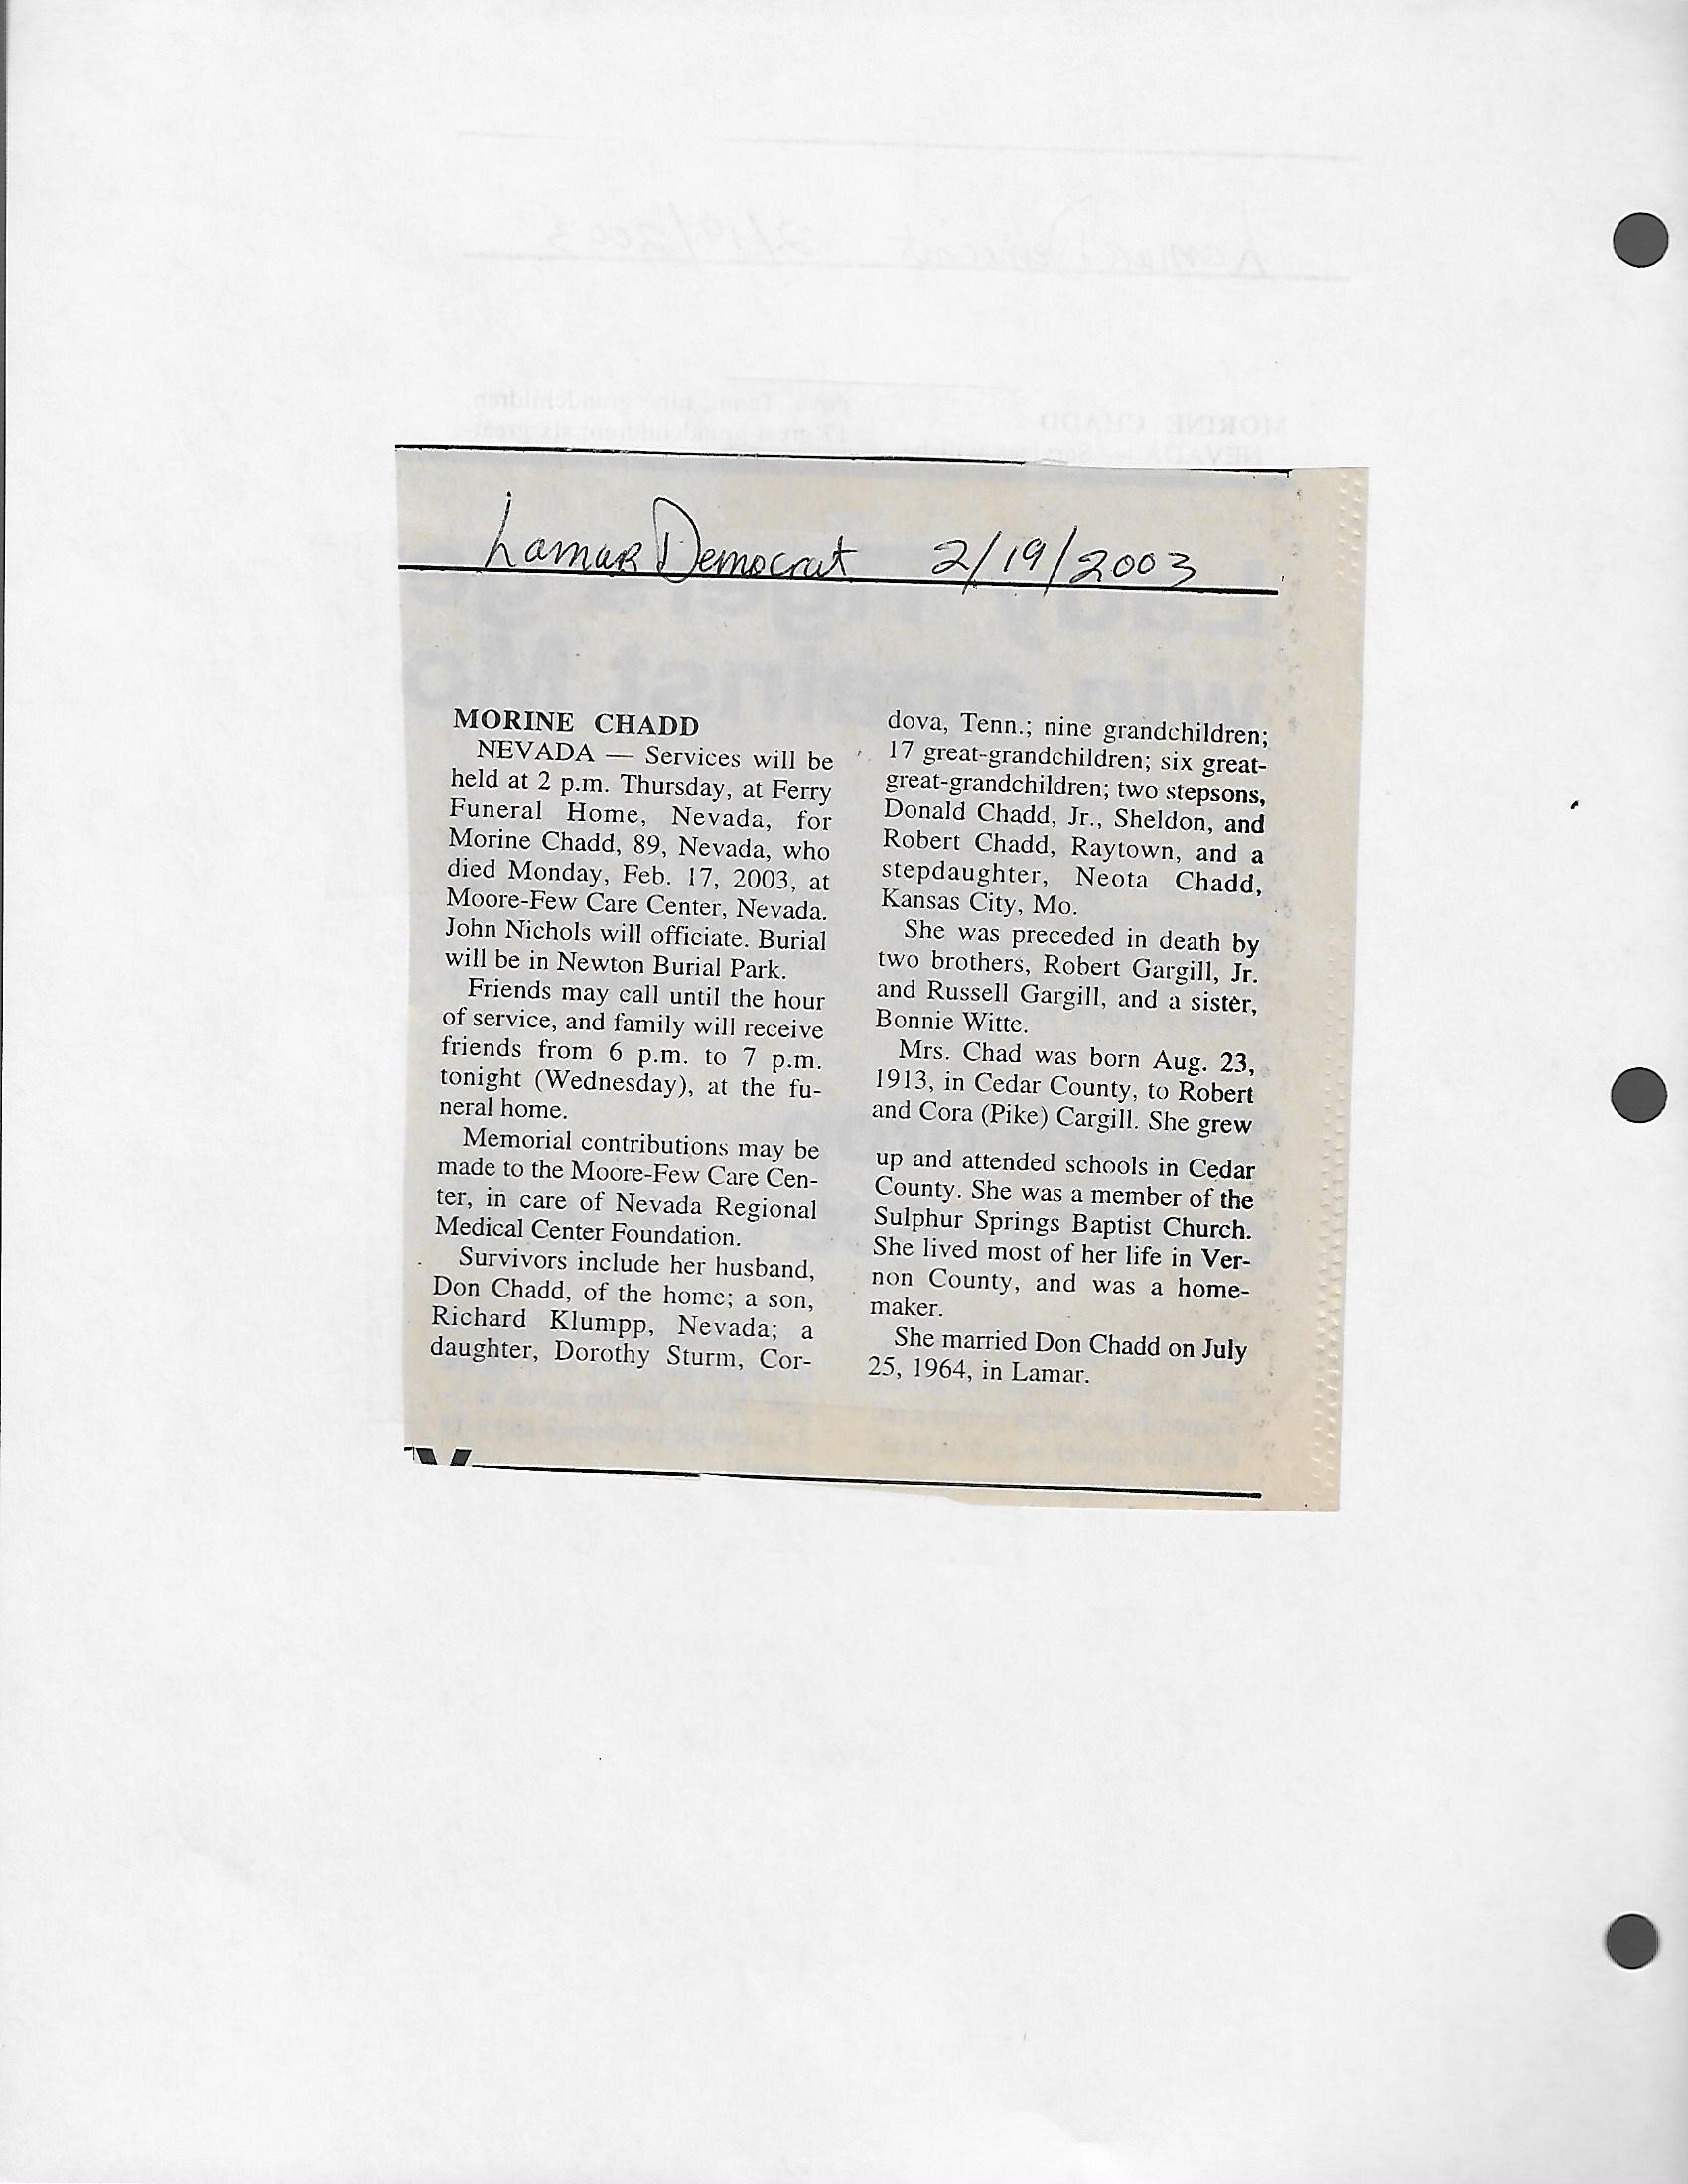 Lamar Democrat 2/19/2003
MORINE CHADD
NEVADA — Services will be
held at 2 p.m. Thursday, at Ferry
Funeral Home, Nevada, for
Morine Chadd, 89, Nevada, who
died Monday, Feb. 17, 2003, at
Moore-Few Care Center, Nevada.
John Nichols will officiate. Burial
will be in Newton Burial Park.
Friends may call until the hour
of service, and family will receive
friends from 6 p.m. to 7 p.m.
tonight (Wednesday), at the fu-
neral home.
Memorial contributions may be
made to the Moore-Few Care Cen-
ter, in care of Nevada Regional
Medical Center Foundation.
Survivors include her husband,
Don Chadd, of the home; a son,
Richard Klumpp, Nevada; a
daughter, Dorothy Sturm, Cor-
dova, Tenn.; nine grandchildren;
17 great-grandchildren; six great-
great-grandchildren; two stepsons,
Donald Chadd, Jr., Sheldon, and
Robert Chadd, Raytown, and a
stepdaughter, Neota Chadd,
Kansas City, Mo.
She was preceded in death by
two brothers, Robert Gargill, Jr.
and Russell Gargill, and a sister,
Bonnie Witte.
Mrs. Chad was born Aug. 23,
1913, in Cedar County, to Robert
and Cora (Pike) Cargill. She grew
up and attended schools in Cedar
County. She was a member of the
Sulphur Springs Baptist Church.
She lived most of her life in Ver-
non County, and was a home-
maker.
She married Don Chadd on July
25, 1964, in Lamar.